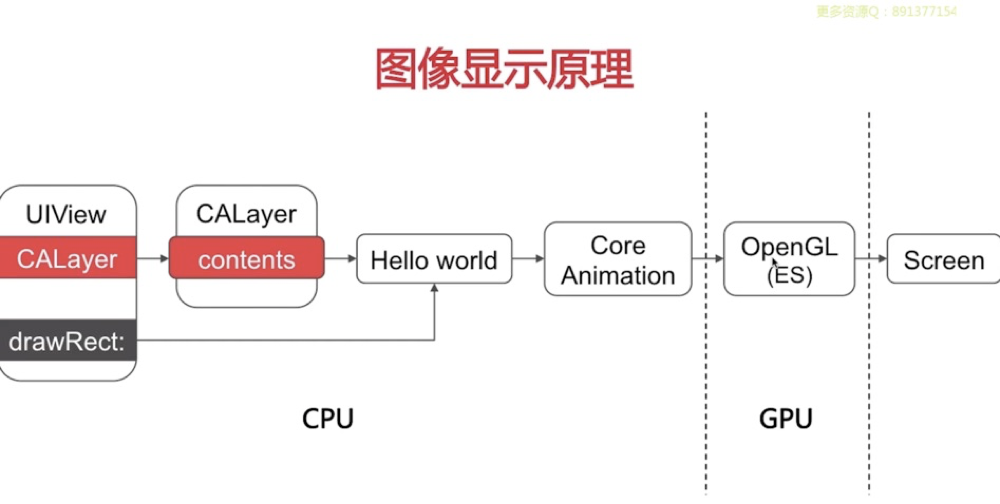 更多资源Q：891377154
图像显示原理
UIView
CALayer
drawRect:
CALayer
contents
Hello world
Core
Animation
OpenGL
(ES)
Screen
CPU
GPU